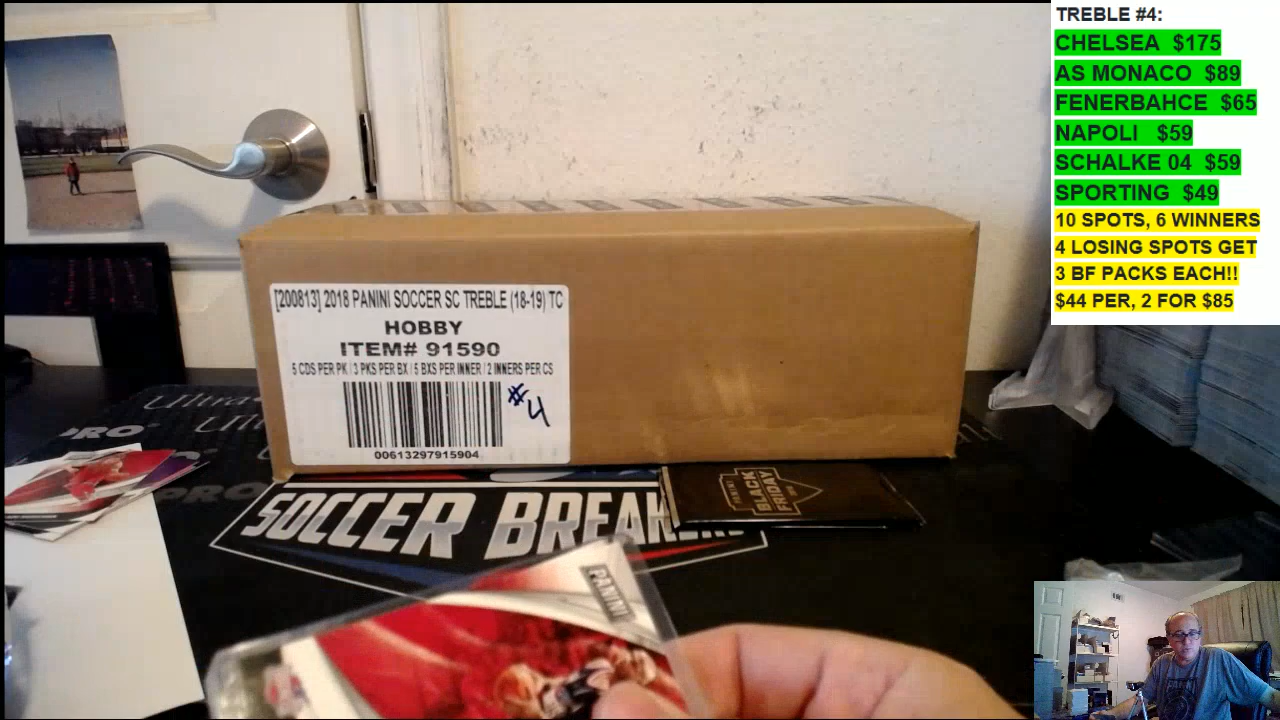 TREBLE #4:
CHELSEA $175
AS MONACO $89
FENERBAHCE $65
NAPOLI $59
SCHALKE 04 $59
SPORTING $49
10 SPOTS, 6 WINNERS
4 LOSING SPOTS GET
3 BF PACKS EACH!!
$44 PER, 2 FOR $85
[200813] 2018 PANINI SOCCER SC TREBLE (18-19) TC
HOBBY
ITEM# 91590
5 CDS PER PK / 3 PKS PER BX / 5 BXS PER INNER / 2 INNERS PER CS
#4
00613297915904
PRO
PRO
SOCCER BREAK
PANINI
BLACK
FRIDAY
PANINI